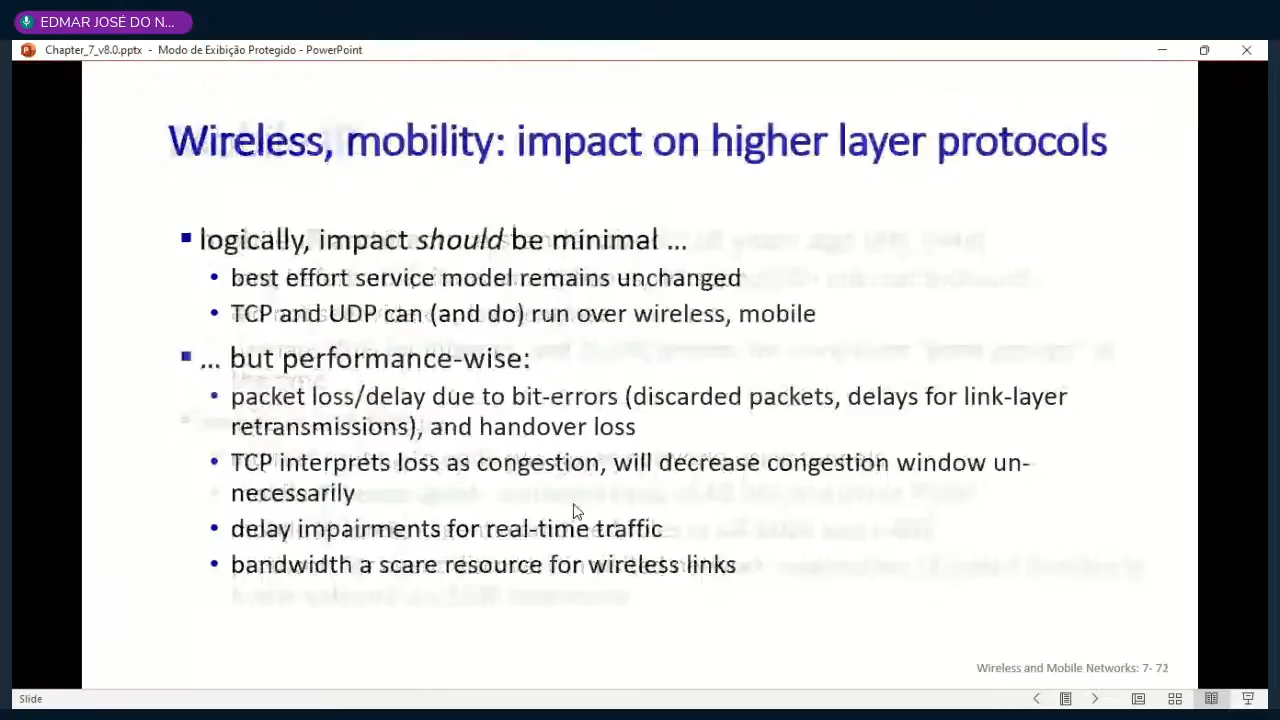 EDMAR JOSÉ DO N...
Chapter_7_v8.0.pptx - Modo de Exibição Protegido - PowerPoint
Wireless, mobility: impact on higher layer protocols
▪ logically, impact should be minimal …
• best effort service model remains unchanged
• TCP and UDP can (and do) run over wireless, mobile
▪ … but performance-wise:
• packet loss/delay due to bit-errors (discarded packets, delays for link-layer
retransmissions), and handover loss
• TCP interprets loss as congestion, will decrease congestion window un-
necessarily
• delay impairments for real-time traffic
• bandwidth a scare resource for wireless links
Wireless and Mobile Networks: 7-
Slide